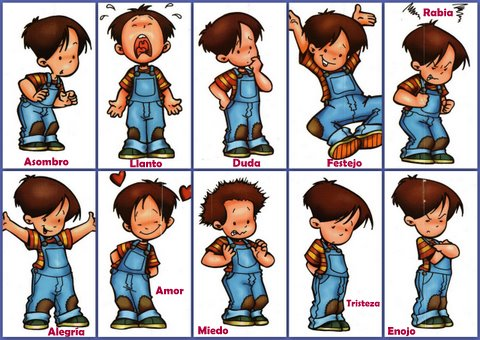 Asombro
Llanto
Duda
Festejo
Rabia
Alegría
Amor
Miedo
Tristeza
Enojo